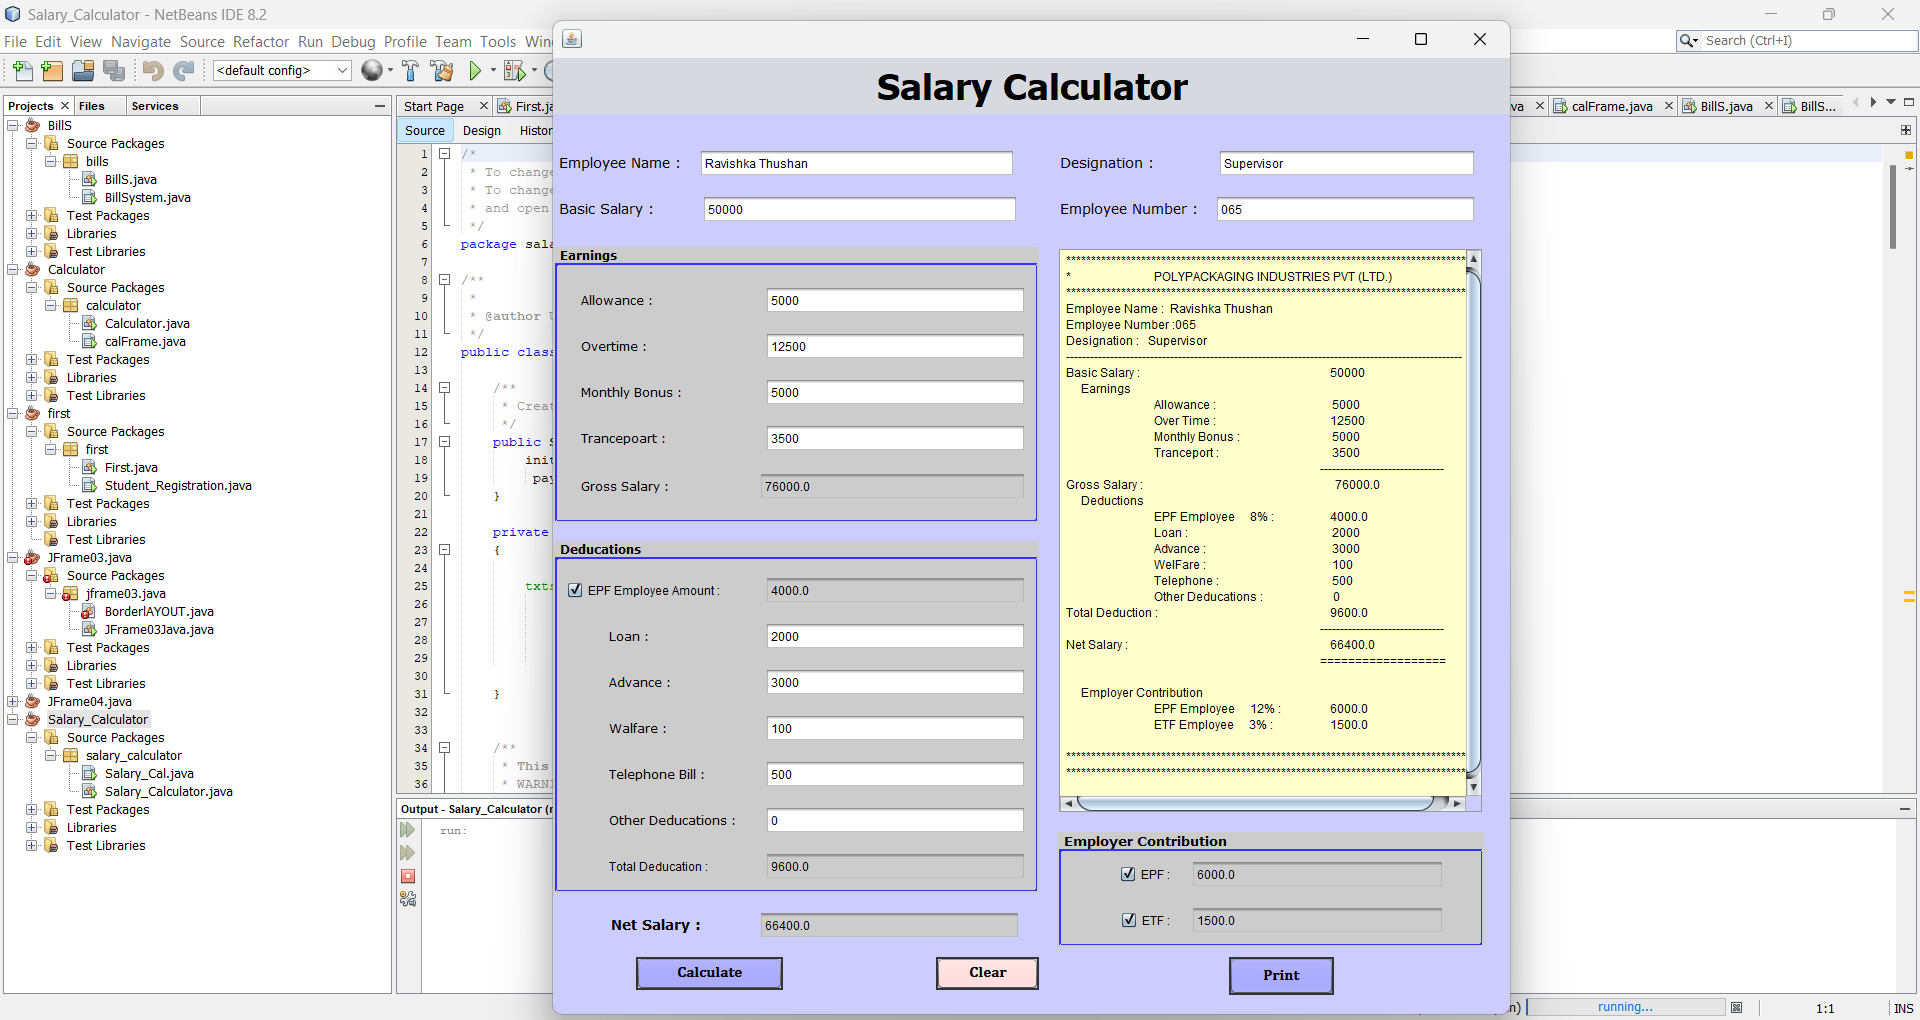 Salary_Calculator - NetBeans IDE 8.2
File Edit View Navigate Source Refactor Run Debug Profile Team Tools
Search (Ctrl+I)
<default config>
Projects Files Services
BillS
Source Packages
bills
BillS.java
BillSystem.java
Test Packages
Libraries
Test Libraries
Calculator
Source Packages
calculator
Calculator.java
calFrame.java
Test Packages
Libraries
Test Libraries
first
Source Packages
first
First.java
Student_Registration.java
Test Packages
Libraries
Test Libraries
JFrame03.java
Source Packages
jframe03.java
BorderlAYOUT.java
JFrame03Java.java
Test Packages
Libraries
Test Libraries
JFrame04.java
Salary_Calculator
Source Packages
salary_calculator
Salary_Cal.java
Salary_Calculator.java
Test Packages
Libraries
Test Libraries
Start Page First.ja
va calFrame.java BillS.java BillS...
Source Design Histor
1 /*
2 * To change
3 * To change
4 * and open
5 */
6 package sala
7
8 /**
9 *
10 * @author U
11 */
12 public class
13
14 /**
15 * Creat
16 */
17 public S
18 init
19 pay
20 }
21
22 private
23 {
24
25 txts
26
27
28
29
30
31 }
32
33
34 /**
35 * This
36 * WARNI
Output - Salary_Calculator (r
run:
Salary Calculator
Employee Name : Ravishka Thushan
Designation : Supervisor
Basic Salary : 50000
Employee Number : 065
Earnings
Allowance : 5000
Overtime : 12500
Monthly Bonus : 5000
Trancepoart : 3500
Gross Salary : 76000.0
Deducations
EPF Employee Amount : 4000.0
Loan : 2000
Advance : 3000
Walfare : 100
Telephone Bill : 500
Other Deducations : 0
Total Deducation : 9600.0
Net Salary : 66400.0
Calculate
Clear
* POLYPACKAGING INDUSTRIES PVT (LTD.)
Employee Name : Ravishka Thushan
Employee Number :065
Designation : Supervisor
Basic Salary : 50000
Earnings
Allowance : 5000
Over Time : 12500
Monthly Bonus : 5000
Tranceport : 3500
Gross Salary : 76000.0
Deductions
EPF Employee 8% : 4000.0
Loan : 2000
Advance : 3000
WelFare : 100
Telephone : 500
Other Deducations : 0
Total Deduction : 9600.0
Net Salary : 66400.0
===================
Employer Contribution
EPF Employee 12% : 6000.0
ETF Employee 3% : 1500.0
Employer Contribution
EPF : 6000.0
ETF : 1500.0
Print
running...
1:1
INS